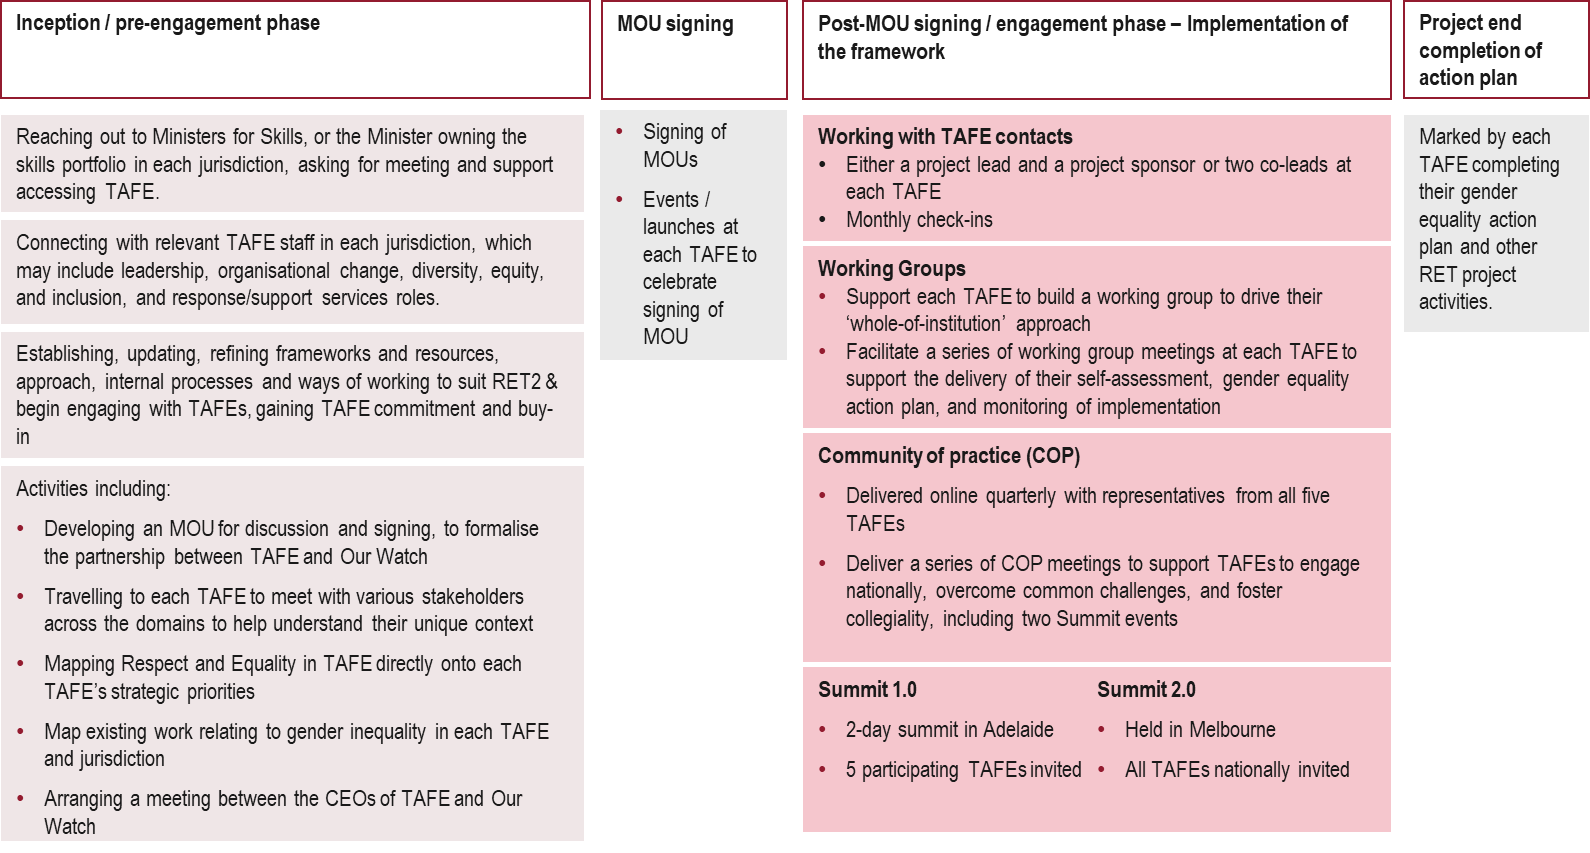 Inception / pre-engagement phase
Reaching out to Ministers for Skills, or the Minister owning the
skills portfolio in each jurisdiction, asking for meeting and support
accessing TAFE.
Connecting with relevant TAFE staff in each jurisdiction, which
may include leadership, organisational change, diversity, equity,
and inclusion, and response/support services roles.
Establishing, updating, refining frameworks and resources,
approach, internal processes and ways of working to suit RET2 &
begin engaging with TAFEs, gaining TAFE commitment and buy-
in
Activities including:
• Developing an MOU for discussion and signing, to formalise
the partnership between TAFE and Our Watch
• Travelling to each TAFE to meet with various stakeholders
across the domains to help understand their unique context
• Mapping Respect and Equality in TAFE directly onto each
TAFE's strategic priorities
• Map existing work relating to gender inequality in each TAFE
and jurisdiction
• Arranging a meeting between the CEOs of TAFE and Our
Watch
MOU signing
• Signing of
MOUs
• Events /
launches at
each TAFE to
celebrate
signing of
MOU
Post-MOU signing / engagement phase – Implementation of
the framework
Working with TAFE contacts
• Either a project lead and a project sponsor or two co-leads at
each TAFE
• Monthly check-ins
Working Groups
• Support each TAFE to build a working group to drive their
‘whole-of-institution’ approach
• Facilitate a series of working group meetings at each TAFE to
support the delivery of their self-assessment, gender equality
action plan, and monitoring of implementation
Community of practice (COP)
• Delivered online quarterly with representatives from all five
TAFEs
• Deliver a series of COP meetings to support TAFEs to engage
nationally, overcome common challenges, and foster
collegiality, including two Summit events
Summit 1.0
• 2-day summit in Adelaide
• 5 participating TAFEs invited
Summit 2.0
• Held in Melbourne
• All TAFEs nationally invited
Project end
completion of
action plan
Marked by each
TAFE completing
their gender
equality action
plan and other
RET project
activities.